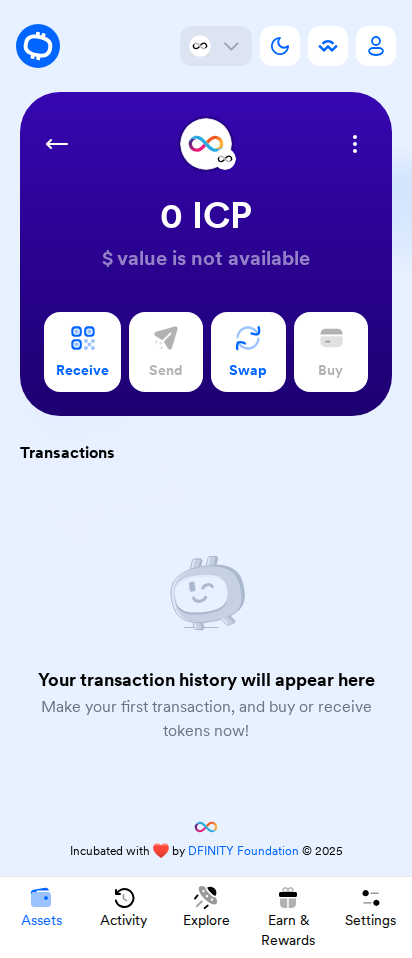 0 ICP
$ value is not available
Receive
Send
Swap
Buy
Transactions
Your transaction history will appear here
Make your first transaction, and buy or receive
tokens now!
Incubated with ❤️ by DFINITY Foundation © 2025
Assets
Activity
Explore
Earn &
Rewards
Settings